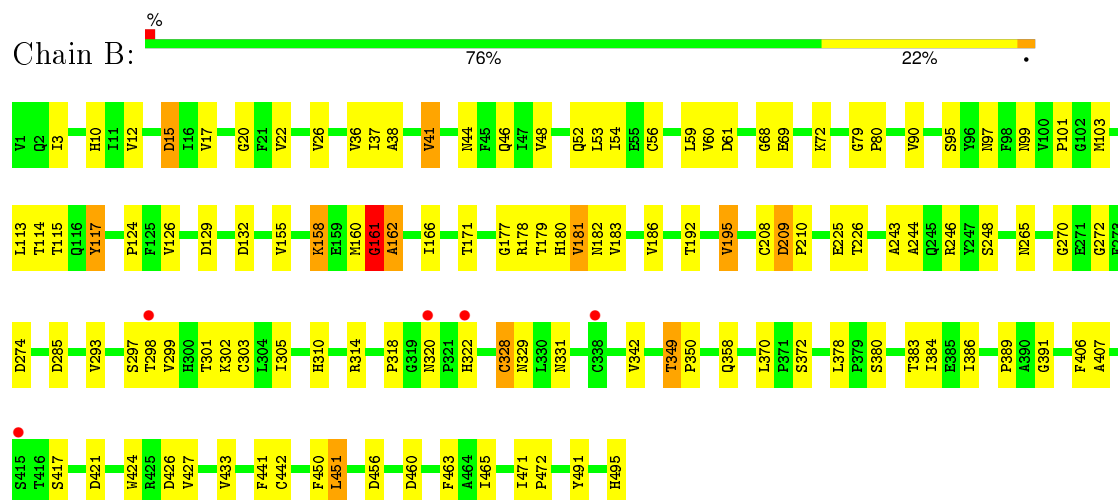 %
Chain B:
76% 22% •
V1 Q2 I3 H10 I11 V12 D15 I16 V17 G20 F21 V22 V26 V36 I37 A38 V41 N44 F45 Q46 I47 V48 Q52 L53 I54 E55 C56 L59 V60 D61 G68 E69 K72 G79 P80 V90 S95 Y96 N97 F98 N99 V100 P101 G102 M103
L113 T114 T115 Q116 Y117 P124 F125 V126 D129 D132 V155 K158 E159 M160 G161 A162 I166 T171 G177 R178 T179 H180 V181 N182 V183 V186 T192 V195 C208 D209 P210 E225 T226 A243 A244 Q245 R246 Y247 S248 N265 G270 E271 G272
D274 D285 V293 S297 T298 V299 H300 T301 K302 C303 L304 I305 H310 R314 P318 G319 N320 P321 H322 C328 N329 L330 N331 C338 V342 T349 P350 Q358 L370 P371 S372 L378 P379 S380 T383 I384 E385 I386 P389 A390 G391 F406 A407
S415 T416 S417 D421 W424 R425 D426 V427 V433 F441 C442 F450 L451 D456 D460 F463 A464 I465 I471 P472 Y491 H495